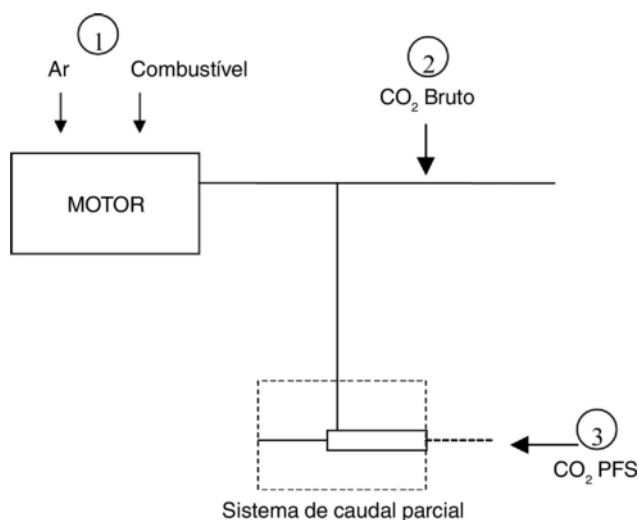 1
Ar Combustível
2
CO₂ Bruto
MOTOR
3
CO₂ PFS
Sistema de caudal parcial